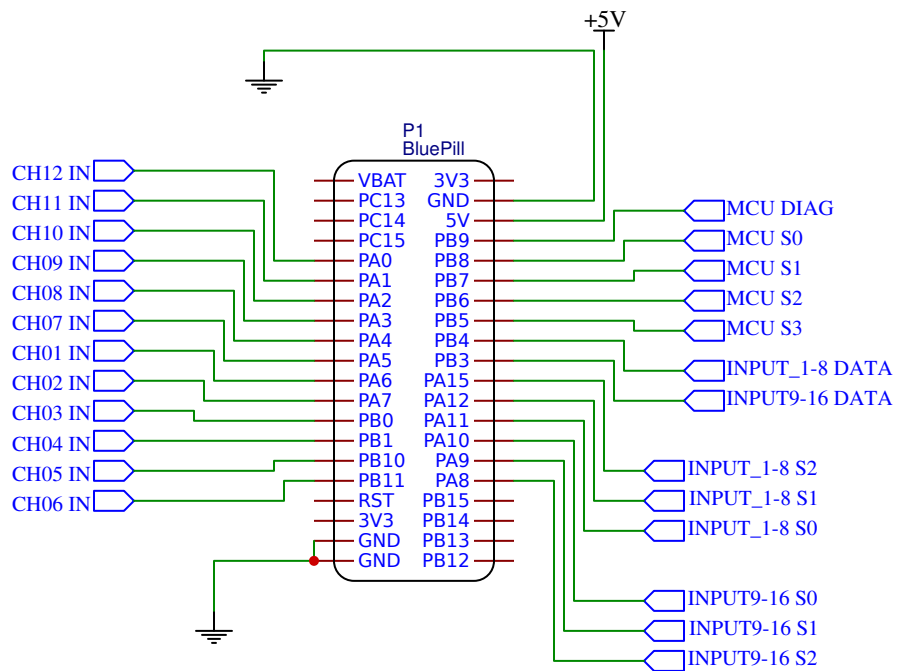 +5V
P1
BluePill
CH12 IN
CH11 IN
CH10 IN
CH09 IN
CH08 IN
CH07 IN
CH01 IN
CH02 IN
CH03 IN
CH04 IN
CH05 IN
CH06 IN
VBAT
PC13
PC14
PC15
PA0
PA1
PA2
PA3
PA4
PA5
PA6
PA7
PB0
PB1
PB10
PB11
RST
3V3
GND
GND
3V3
GND
5V
PB9
PB8
PB7
PB6
PB5
PB4
PB3
PA15
PA12
PA11
PA10
PA9
PA8
PB15
PB14
PB13
PB12
MCU DIAG
MCU S0
MCU S1
MCU S2
MCU S3
INPUT_1-8 DATA
INPUT9-16 DATA
INPUT_1-8 S2
INPUT_1-8 S1
INPUT_1-8 S0
INPUT9-16 S0
INPUT9-16 S1
INPUT9-16 S2